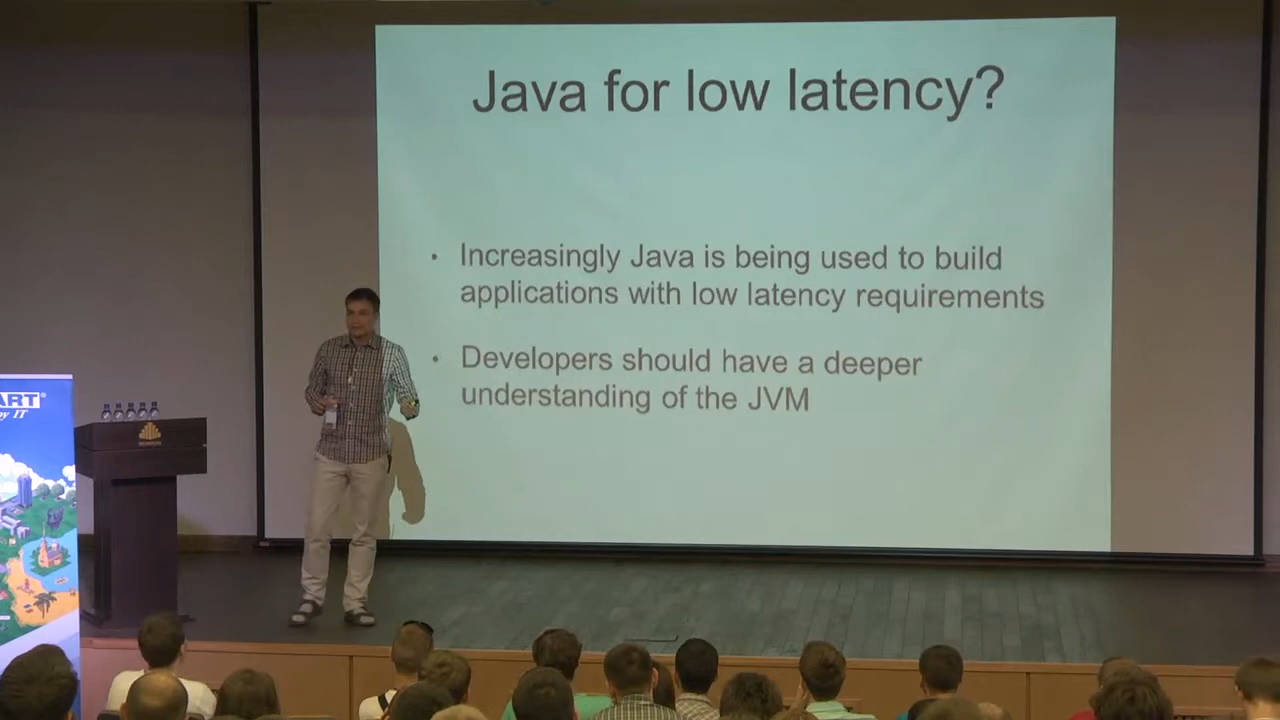 Java for low latency?
• Increasingly Java is being used to build
applications with low latency requirements
• Developers should have a deeper
understanding of the JVM
ART®
by IT